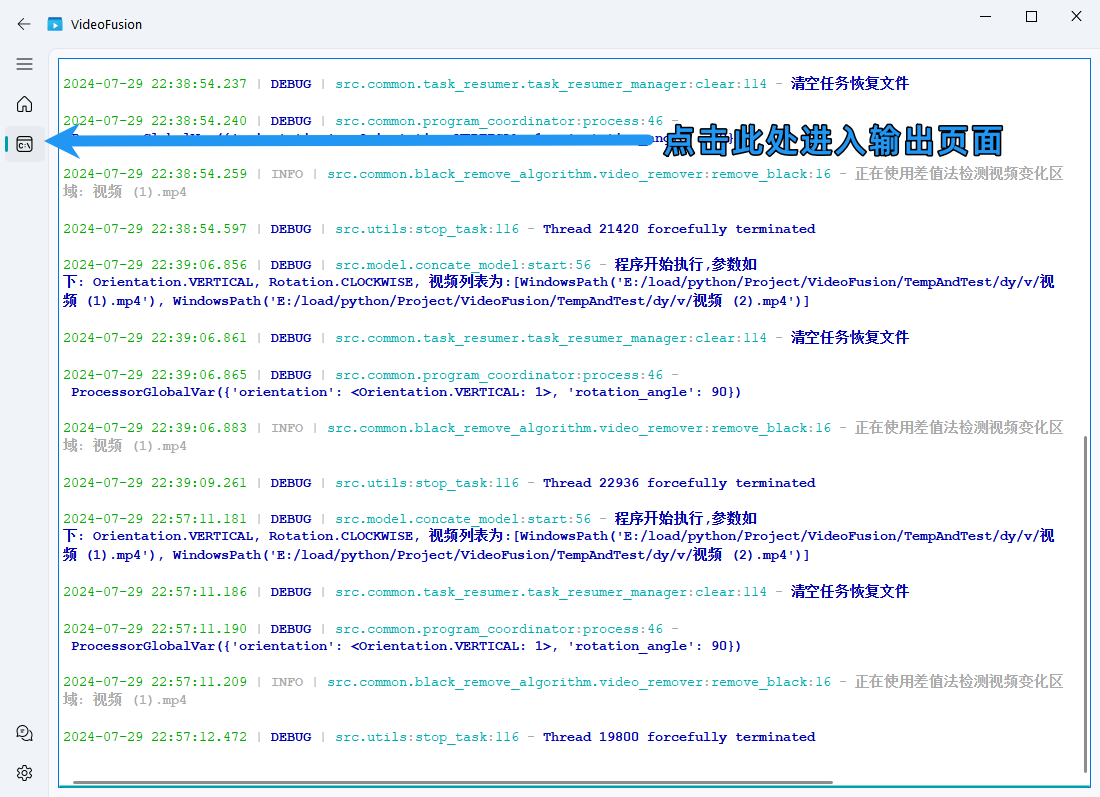 VideoFusion
2024-07-29 22:38:54.237 | DEBUG | src.common.task_resumer.task_resumer_manager:clear:114 - 清空任务恢复文件
2024-07-29 22:38:54.240 | DEBUG | src.common.program_coordinator:process:46 -
点击此处进入输出页面
2024-07-29 22:38:54.259 | INFO | src.common.black_remove_algorithm.video_remover:remove_black:16 - 正在使用差值法检测视频变化区
域: 视频 (1).mp4
2024-07-29 22:38:54.597 | DEBUG | src.utils:stop_task:116 - Thread 21420 forcefully terminated
2024-07-29 22:39:06.856 | DEBUG | src.model.concate_model:start:56 - 程序开始执行,参数如
下: Orientation.VERTICAL, Rotation.CLOCKWISE, 视频列表为:[WindowsPath('E:/load/python/Project/VideoFusion/TempAndTest/dy/v/视
频 (1).mp4'), WindowsPath('E:/load/python/Project/VideoFusion/TempAndTest/dy/v/视频 (2).mp4')]
2024-07-29 22:39:06.861 | DEBUG | src.common.task_resumer.task_resumer_manager:clear:114 - 清空任务恢复文件
2024-07-29 22:39:06.865 | DEBUG | src.common.program_coordinator:process:46 -
ProcessorGlobalVar({'orientation': <Orientation.VERTICAL: 1>, 'rotation_angle': 90})
2024-07-29 22:39:06.883 | INFO | src.common.black_remove_algorithm.video_remover:remove_black:16 - 正在使用差值法检测视频变化区
域: 视频 (1).mp4
2024-07-29 22:39:09.261 | DEBUG | src.utils:stop_task:116 - Thread 22936 forcefully terminated
2024-07-29 22:57:11.181 | DEBUG | src.model.concate_model:start:56 - 程序开始执行,参数如
下: Orientation.VERTICAL, Rotation.CLOCKWISE, 视频列表为:[WindowsPath('E:/load/python/Project/VideoFusion/TempAndTest/dy/v/视
频 (1).mp4'), WindowsPath('E:/load/python/Project/VideoFusion/TempAndTest/dy/v/视频 (2).mp4')]
2024-07-29 22:57:11.186 | DEBUG | src.common.task_resumer.task_resumer_manager:clear:114 - 清空任务恢复文件
2024-07-29 22:57:11.190 | DEBUG | src.common.program_coordinator:process:46 -
ProcessorGlobalVar({'orientation': <Orientation.VERTICAL: 1>, 'rotation_angle': 90})
2024-07-29 22:57:11.209 | INFO | src.common.black_remove_algorithm.video_remover:remove_black:16 - 正在使用差值法检测视频变化区
域: 视频 (1).mp4
2024-07-29 22:57:12.472 | DEBUG | src.utils:stop_task:116 - Thread 19800 forcefully terminated